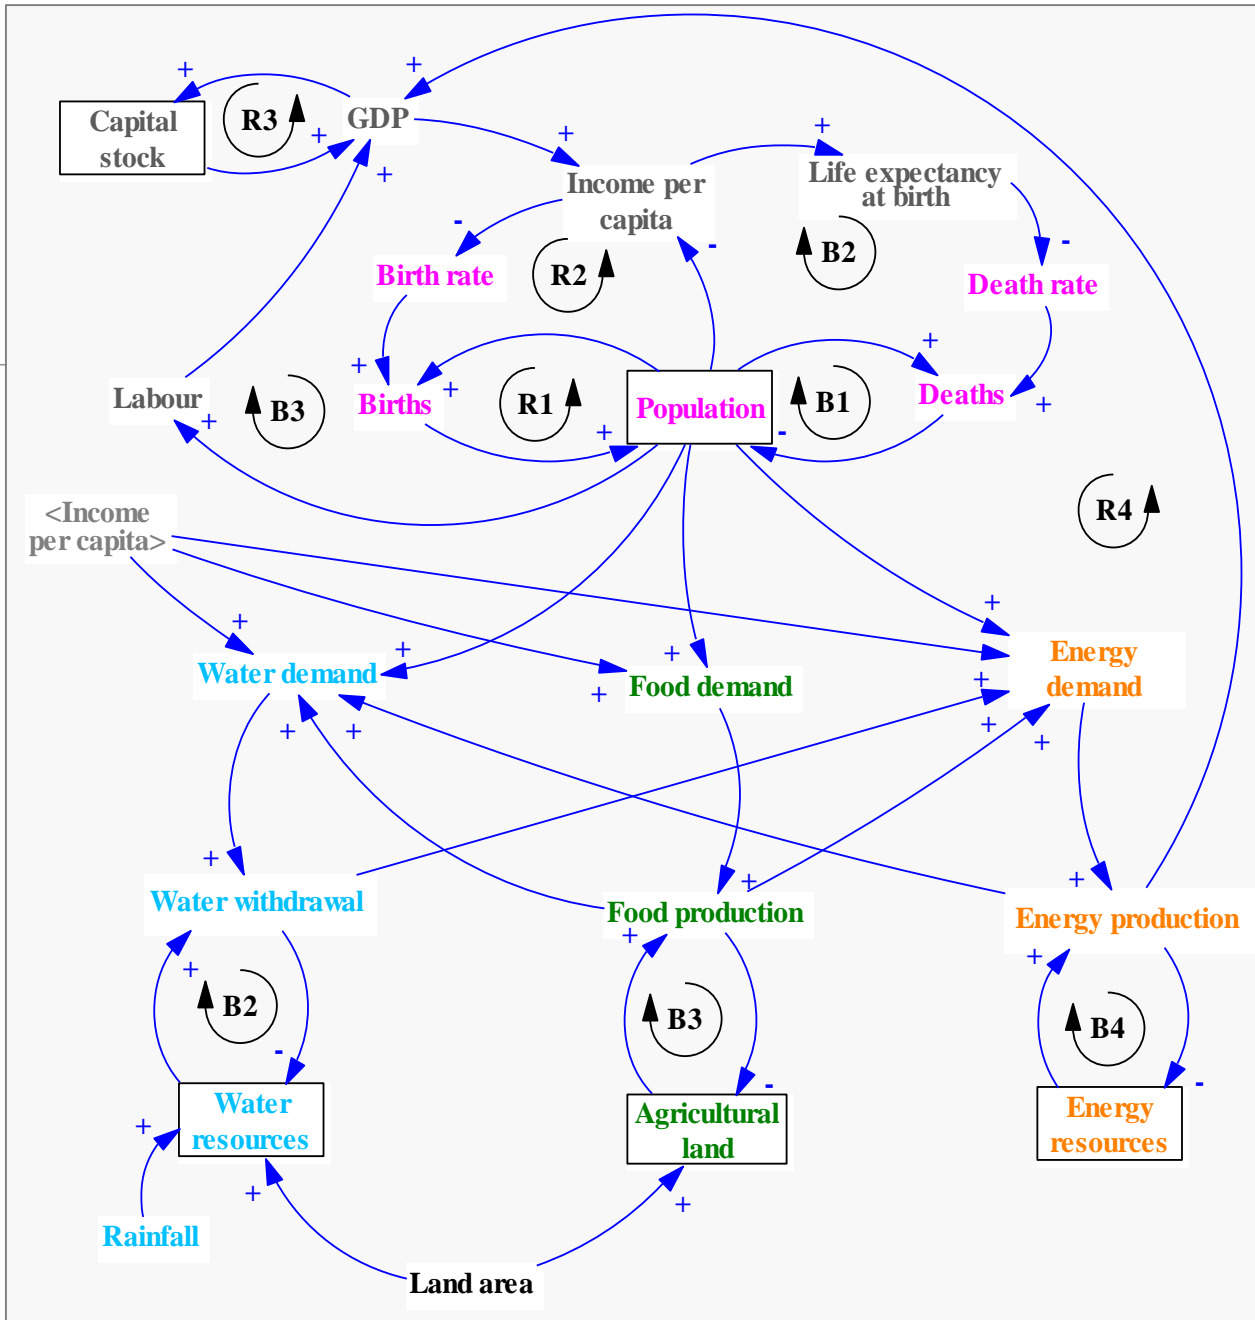 +
+
Capital
stock
R3
+
GDP
+
+
+
Income per
capita
Life expectancy
at birth
-
-
-
B2
R2
Birth rate
Death rate
+
+
+
+
Labour
+
B3
Births
R1
+
Population
-
B1
Deaths
+
<Income
per capita>
R4
+
+
+
+
Water demand
+
Food demand
Energy
demand
+
+
+
+
+
+
+
+
+
Water withdrawal
Food production
Energy production
+
+
+
B2
B3
B4
-
-
-
Water
resources
Agricultural
land
Energy
resources
+
+
+
Rainfall
Land area